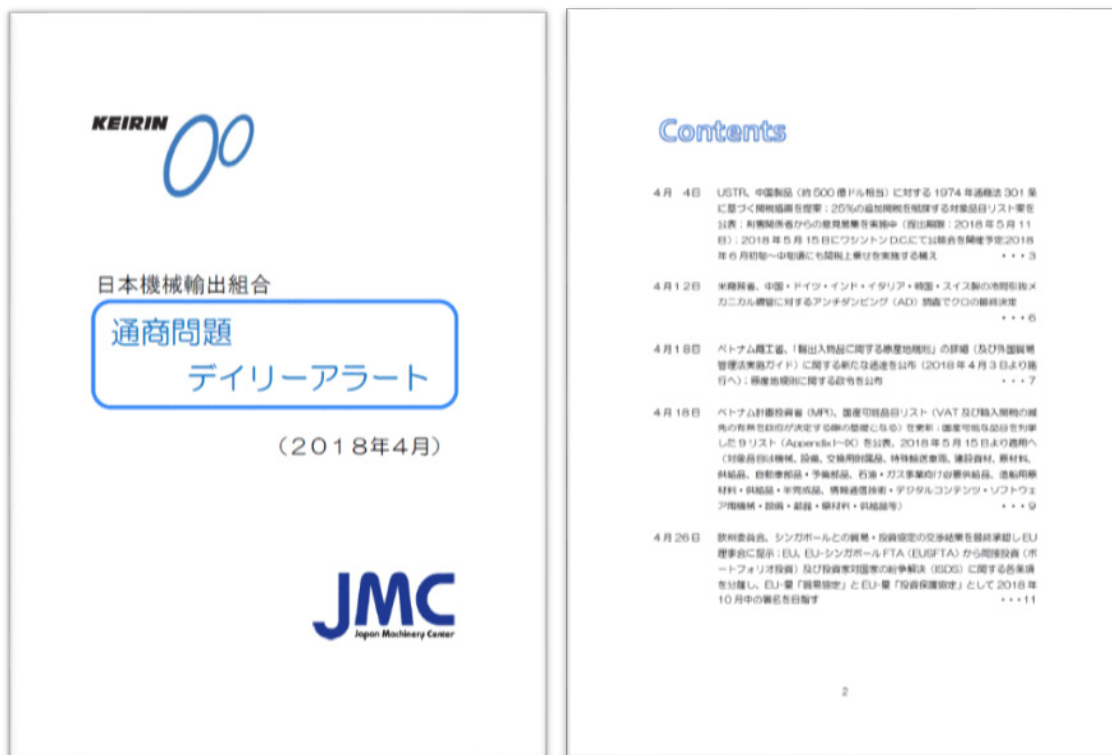 KEIRIN
日本機械輸出組合
通商問題
デイリーアラート
(2018年4月)
JMC
Japan Machinery Center
Contents
4月 4日 USTR、中国製品(約500億ドル相当)に対する1974年通商法301条
に基づく関税措置を提案:25%の追加関税を賦課する対象品目リスト案を
公表:利害関係者からの意見募集を実施中(提出期限:2018年5月11
日):2018年5月15日にワシントンD.C.にて公聴会を開催予定2018
年6月初旬~中旬頃にも関税上乗せを実施する構え ・・・3
4月12日 米商務省、中国・ドイツ・インド・イタリア・韓国・スイス製の冷間引抜メ
カニカル鋼管に対するアンチダンピング(AD)調査でクロの最終決定
・・・6
4月18日 ベトナム商工省、「輸出入物品に関する原産地規則」の詳細(及び外国貿易
管理法実施ガイド)に関する新たな通達を公布(2018年4月3日より施
行へ):原産地規則に関する政令を公布 ・・・7
4月18日 ベトナム計画投資省(MPI)、国産可能品目リスト(VAT及び輸入関税の減
免の有無を政府が決定する際の基礎となる)を更新:国産可能な品目を列挙
した9リスト(AppendixI~IX)を公表、2018年5月15日より適用へ
(対象品目は機械、設備、交換用附属品、特殊輸送車両、建設資材、原材料、
供給品、自動車部品・予備部品、石油・ガス事業向け必要供給品、造船用原
材料・供給品・半完成品、情報通信技術・デジタルコンテンツ・ソフトウェ
ア用機械・設備・部品・原材料・供給品等) ・・・9
4月26日 欧州委員会、シンガポールとの貿易・投資協定の交渉結果を最終承認しEU
理事会に提示:EU、EU-シンガポールFTA(EUSFTA)から間接投資(ポ
ートフォリオ投資)及び投資家対国家の紛争解決(ISDS)に関する各条項
を分離し、EU-星「貿易協定」とEU-星「投資保護協定」として2018年
10月中の署名を目指す ・・・11
2